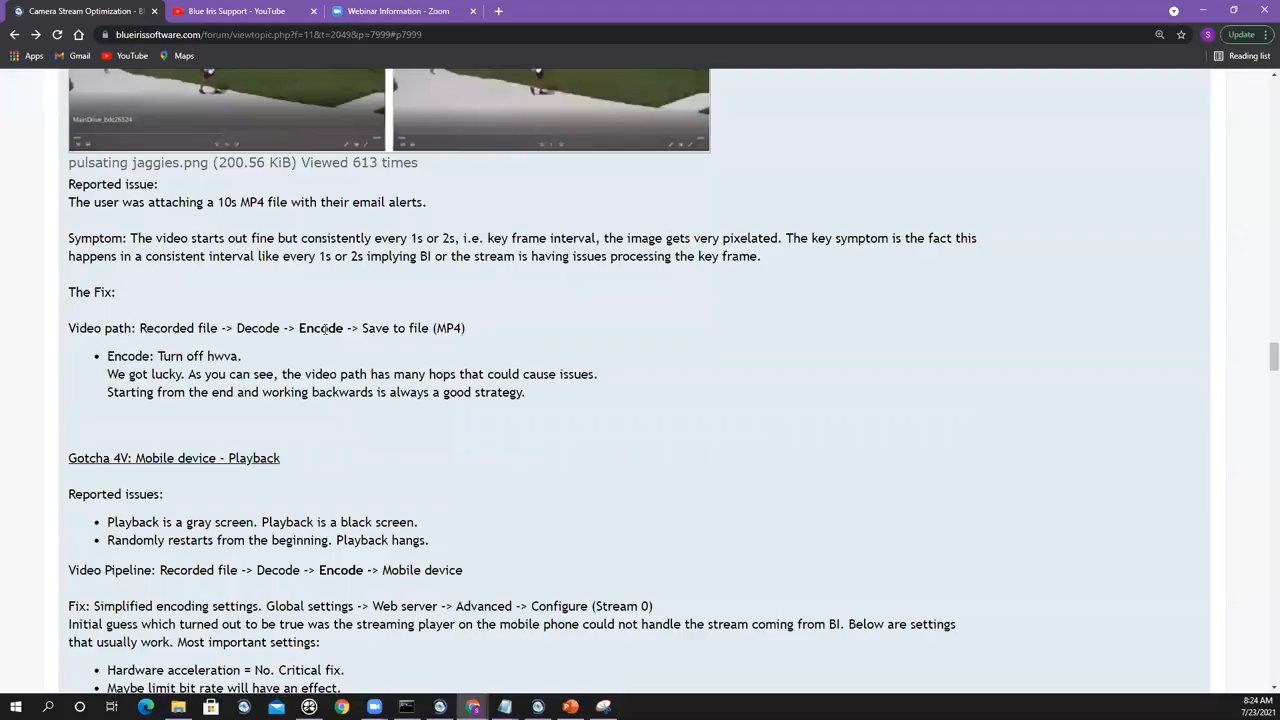 Camera Stream Optimization - Bl
Blue Iris Support - YouTube
Webinar Information - Zoom
blueirissoftware.com/forum/viewtopic.php?f=11&t=2049&p=7999#p7999
S
Update
Apps
Gmail
YouTube
Maps
Reading list
MainDrive_bdc26524
pulsating jaggies.png (200.56 KiB) Viewed 613 times
Reported issue:
The user was attaching a 10s MP4 file with their email alerts.
Symptom: The video starts out fine but consistently every 1s or 2s, i.e. key frame interval, the image gets very pixelated. The key symptom is the fact this
happens in a consistent interval like every 1s or 2s implying BI or the stream is having issues processing the key frame.
The Fix:
Video path: Recorded file -> Decode -> Encode -> Save to file (MP4)
• Encode: Turn off hwva.
We got lucky. As you can see, the video path has many hops that could cause issues.
Starting from the end and working backwards is always a good strategy.
Gotcha 4V: Mobile device - Playback
Reported issues:
• Playback is a gray screen. Playback is a black screen.
• Randomly restarts from the beginning. Playback hangs.
Video Pipeline: Recorded file -> Decode -> Encode -> Mobile device
Fix: Simplified encoding settings. Global settings -> Web server -> Advanced -> Configure (Stream 0)
Initial guess which turned out to be true was the streaming player on the mobile phone could not handle the stream coming from BI. Below are settings
that usually work. Most important settings:
• Hardware acceleration = No. Critical fix.
• Maybe limit bit rate will have an effect.
8:24 AM
7/23/2021